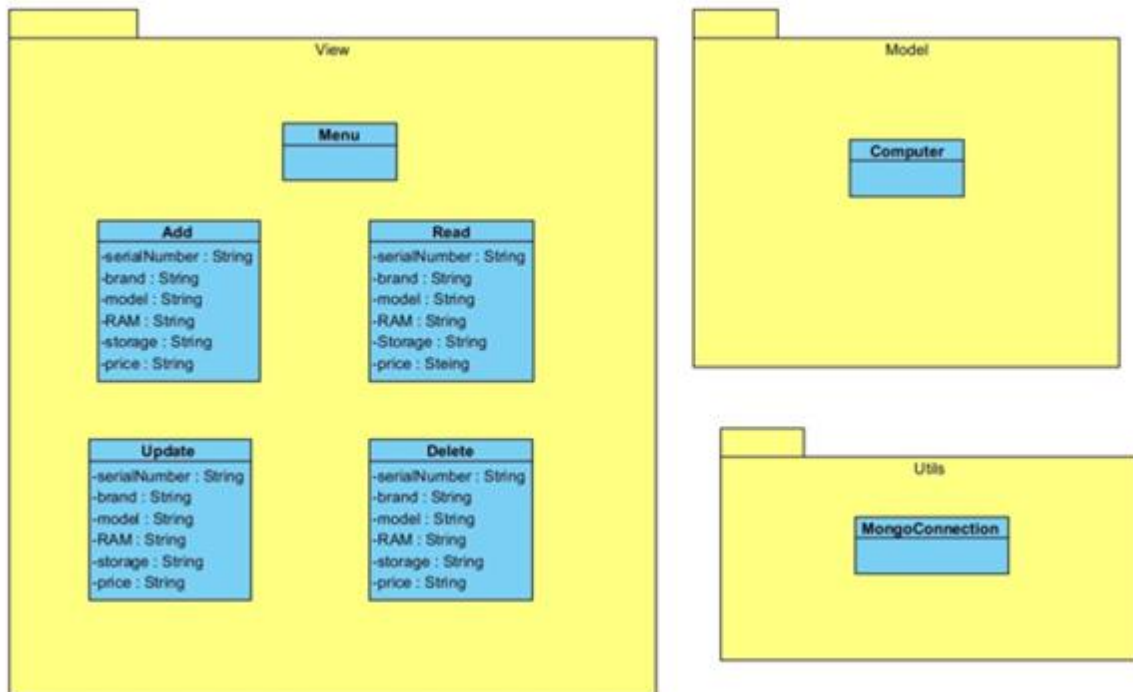 View
Menu
Add
-serialNumber : String
-brand : String
-model : String
-RAM : String
-storage : String
-price : String
Read
-serialNumber : String
-brand : String
-model : String
-RAM : String
-Storage : String
-price : Steing
Update
-serialNumber : String
-brand : String
-model : String
-RAM : String
-storage : String
-price : String
Delete
-serialNumber : String
-brand : String
-model : String
-RAM : String
-storage : String
-price : String
Model
Computer
Utils
MongoConnection